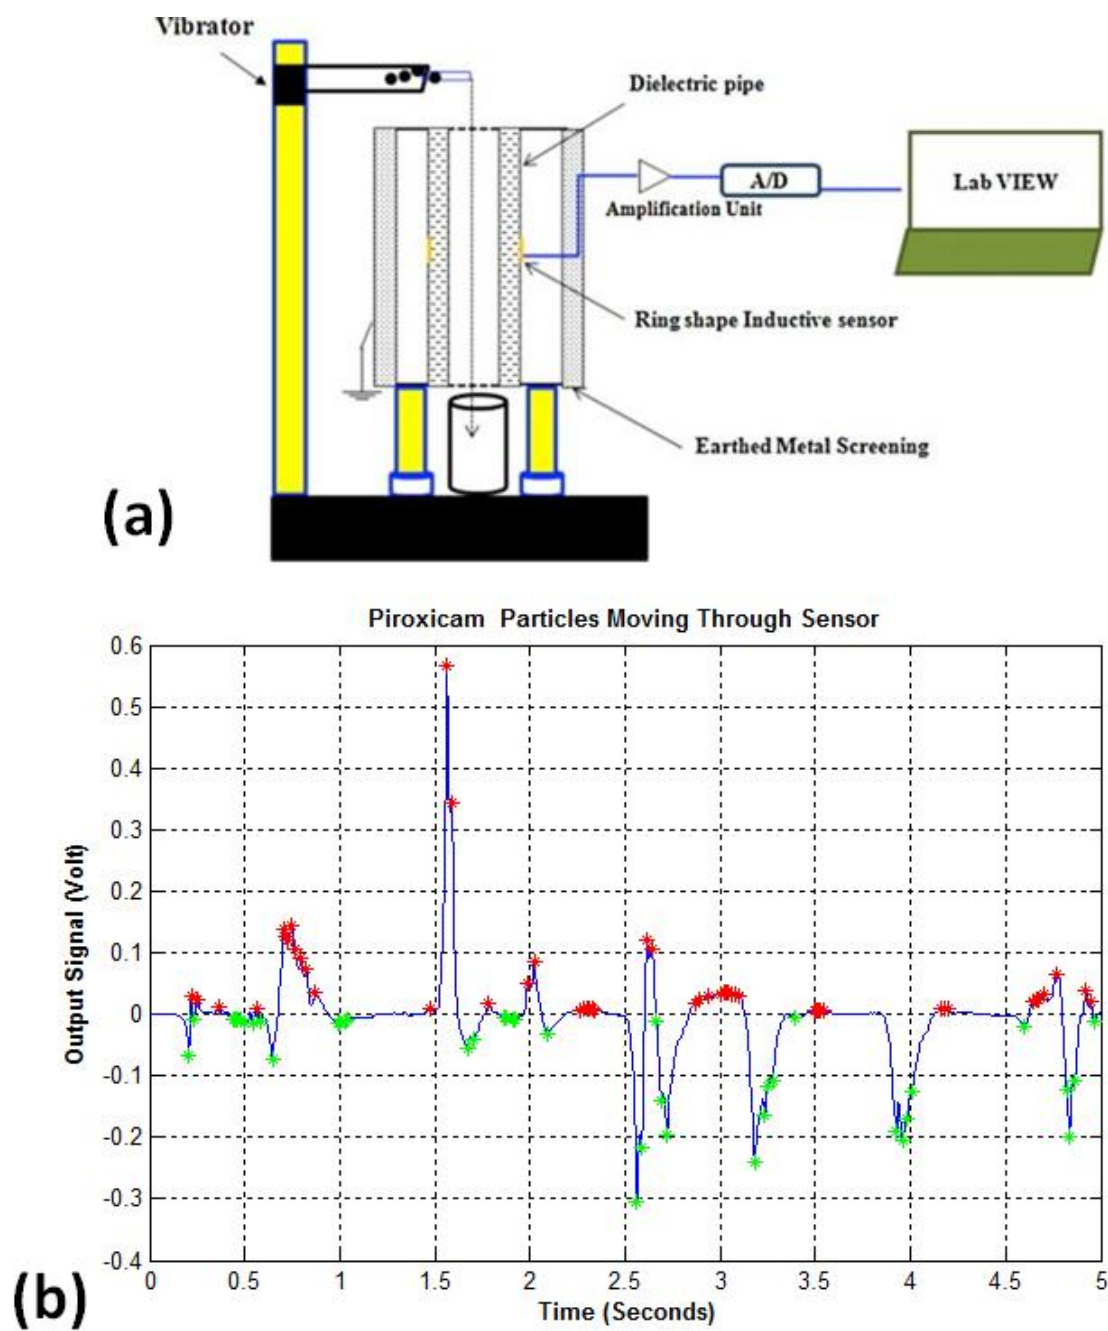 Vibrator
Dielectric pipe
A/D
Lab VIEW
Amplification Unit
Ring shape Inductive sensor
Earthed Metal Screening
(a)
Piroxicam Particles Moving Through Sensor
0.6
0.5
0.4
0.3
0.2
0.1
0
-0.1
-0.2
-0.3
-0.4
Output Signal (Volt)
0 0.5 1 1.5 2 2.5 3 3.5 4 4.5 5
Time (Seconds)
(b)